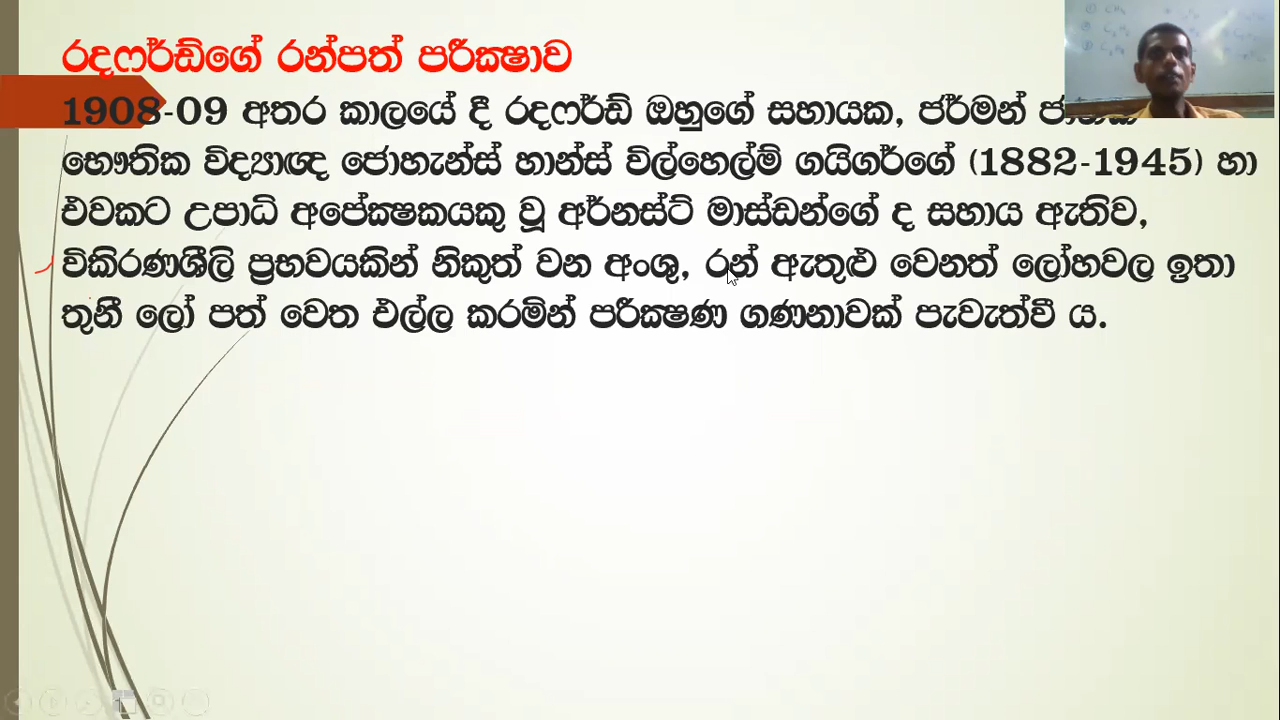 රදෆර්ඩ්ගේ රන්පත් පරීක්‍ෂාව
1908-09 අතර කාලයේ දී රදෆර්ඩ් ඔහුගේ සහායක, ජර්මන්
භෞතික විද්‍යාඥ ජොහැන්ස් හාන්ස් විල්හෙල්ම් ගයිගර්ගේ (1882-1945) හා
එවකට උපාධි අපේක්‍ෂකයකු වූ අර්නස්ට් මාස්ඩන්ගේ ද සහාය ඇතිව,
විකිරණශීලි ප්‍රභවයකින් නිකුත් වන අංශු, රන් ඇතුළු වෙනත් ලෝහවල ඉතා
තුනී ලෝ පත් වෙත එල්ල කරමින් පරීක්‍ෂණ ගණනාවක් පැවැත්වී ය.